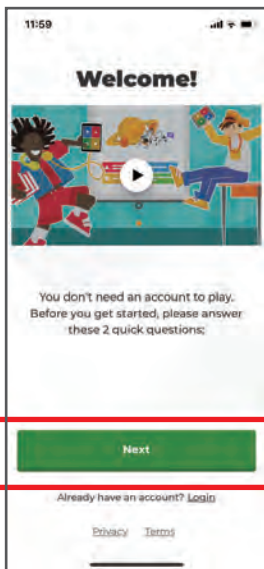 11:59
Welcome!
You don't need an account to play.
Before you get started, please answer
these 2 quick questions;
Next
Already have an account? Login
Privacy Terms